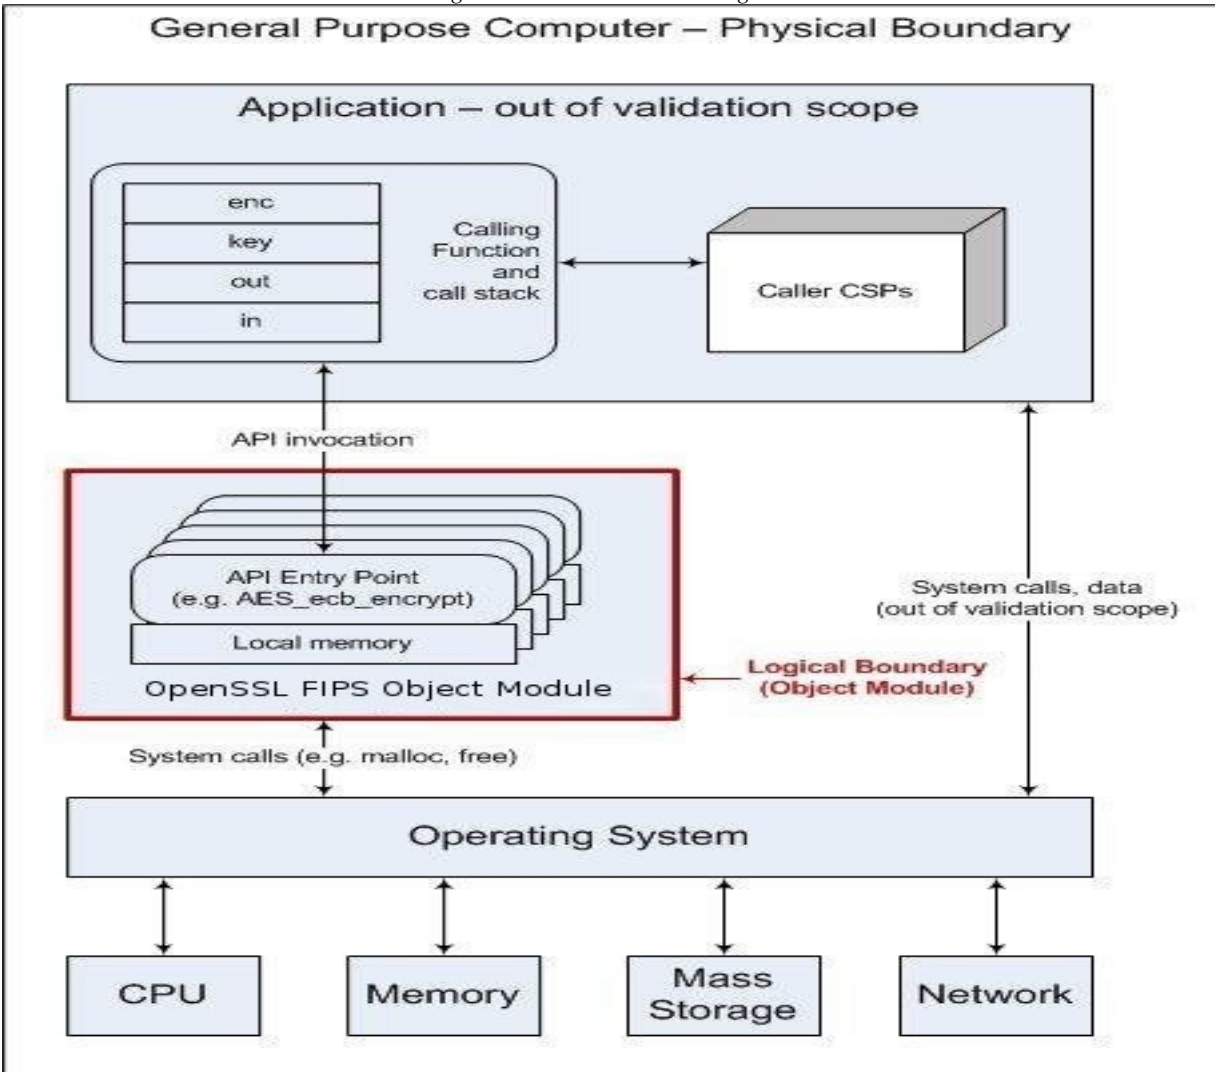 General Purpose Computer – Physical Boundary
Application – out of validation scope
enc
key
out
in
Calling
Function
and
call stack
Caller CSPs
API invocation
API Entry Point
(e.g. AES_ecb_encrypt)
Local memory
OpenSSL FIPS Object Module
System calls, data
(out of validation scope)
Logical Boundary
(Object Module)
System calls (e.g. malloc, free)
Operating System
CPU
Memory
Mass
Storage
Network